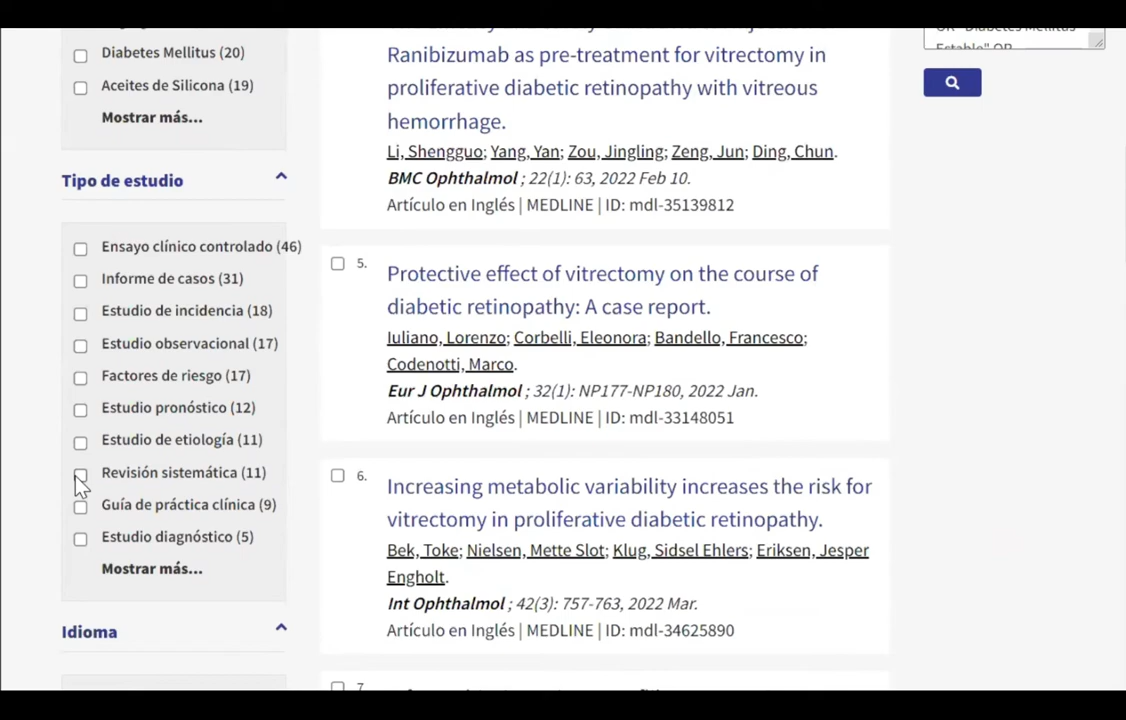 Diabetes Mellitus (20)
Aceites de Silicona (19)
Mostrar más...
Tipo de estudio
Ensayo clínico controlado (46)
Informe de casos (31)
Estudio de incidencia (18)
Estudio observacional (17)
Factores de riesgo (17)
Estudio pronóstico (12)
Estudio de etiología (11)
Revisión sistemática (11)
Guía de práctica clínica (9)
Estudio diagnóstico (5)
Mostrar más...
Idioma
Ranibizumab as pre-treatment for vitrectomy in
proliferative diabetic retinopathy with vitreous
hemorrhage.
Li, Shengguo; Yang, Yan; Zou, Jingling; Zeng, Jun; Ding, Chun.
BMC Ophthalmol ; 22(1): 63, 2022 Feb 10.
Artículo en Inglés | MEDLINE | ID: mdl-35139812
5. Protective effect of vitrectomy on the course of
diabetic retinopathy: A case report.
Iuliano, Lorenzo; Corbelli, Eleonora; Bandello, Francesco;
Codenotti, Marco.
Eur J Ophthalmol ; 32(1): NP177-NP180, 2022 Jan.
Artículo en Inglés | MEDLINE | ID: mdl-33148051
6. Increasing metabolic variability increases the risk for
vitrectomy in proliferative diabetic retinopathy.
Bek, Toke; Nielsen, Mette Slot; Klug, Sidsel Ehlers; Eriksen, Jesper
Engholt.
Int Ophthalmol ; 42(3): 757-763, 2022 Mar.
Artículo en Inglés | MEDLINE | ID: mdl-34625890
7.
OR "Diabetes Mellitus
Estable" OR